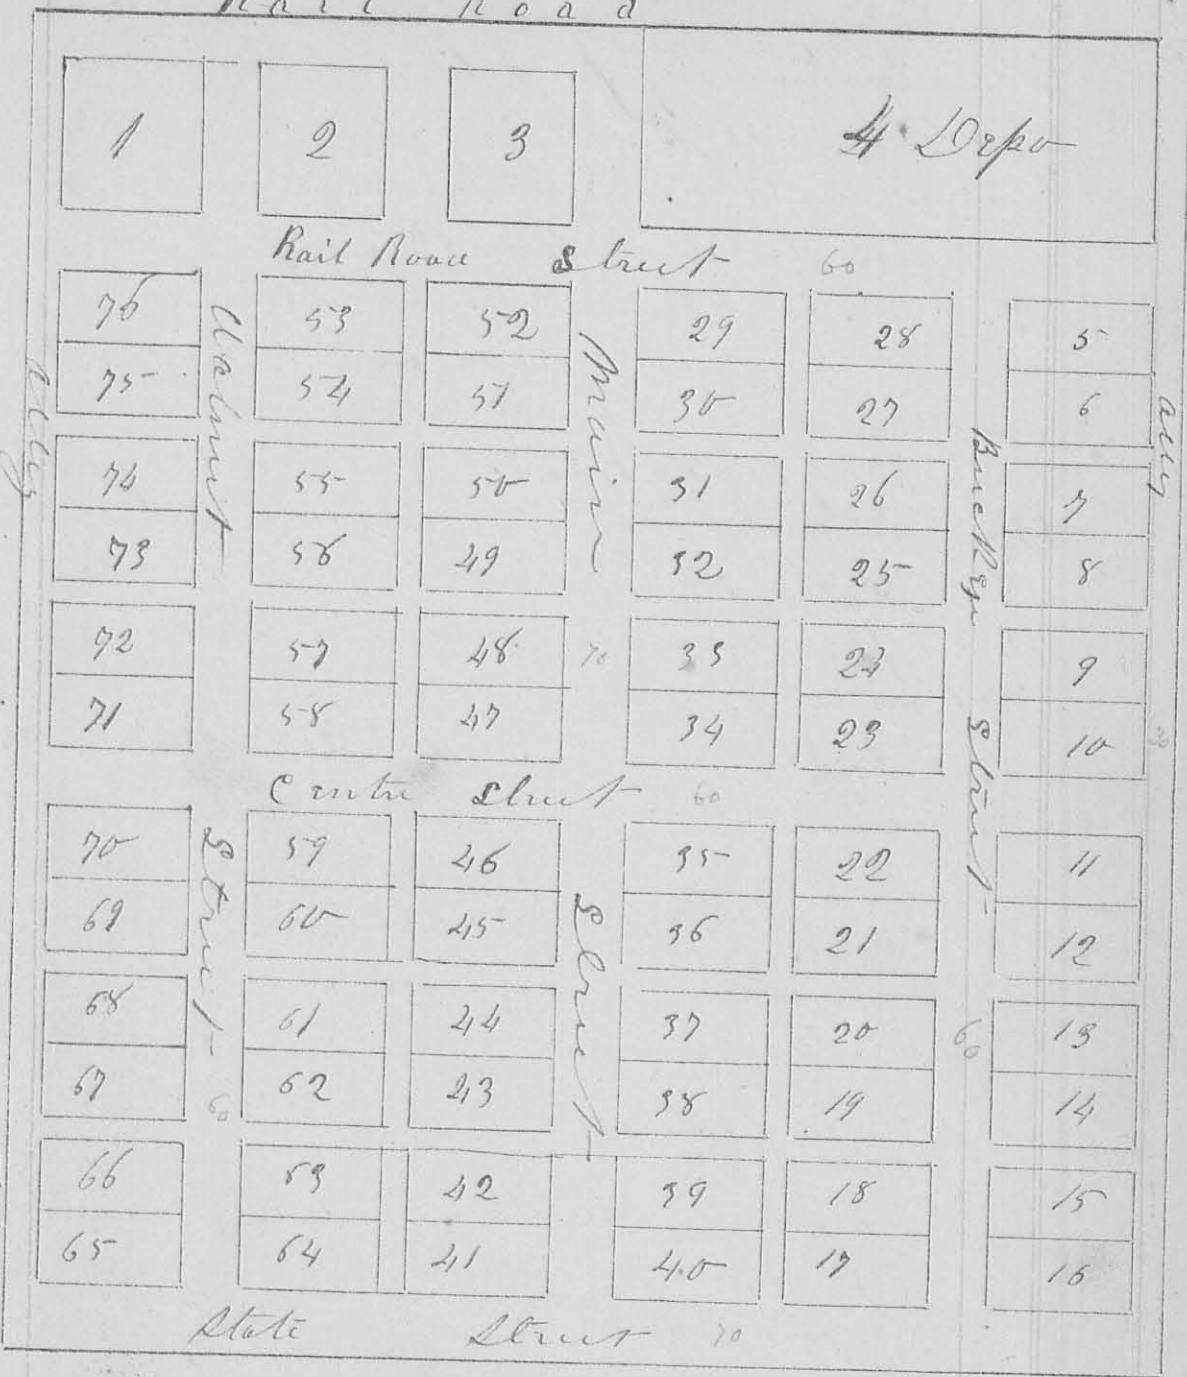 Rail Road
1 2 3 4 Depo
Rail Road Street 60
76 53 52 29 28 5
75 54 51 30 27 6
74 55 50 31 26 7
73 56 49 32 25 8
72 57 48 70 33 24 9
71 58 47 34 23 10 30
Centre Street 60
70 59 46 35 22 11
69 60 45 36 21 12
68 61 44 37 20 60 13
67 60 62 43 38 19 14
66 63 42 39 18 15
65 64 41 40 17 16
State Street 70
Alley
Walnut Street
Main Street
Buck Eye Street
Alley